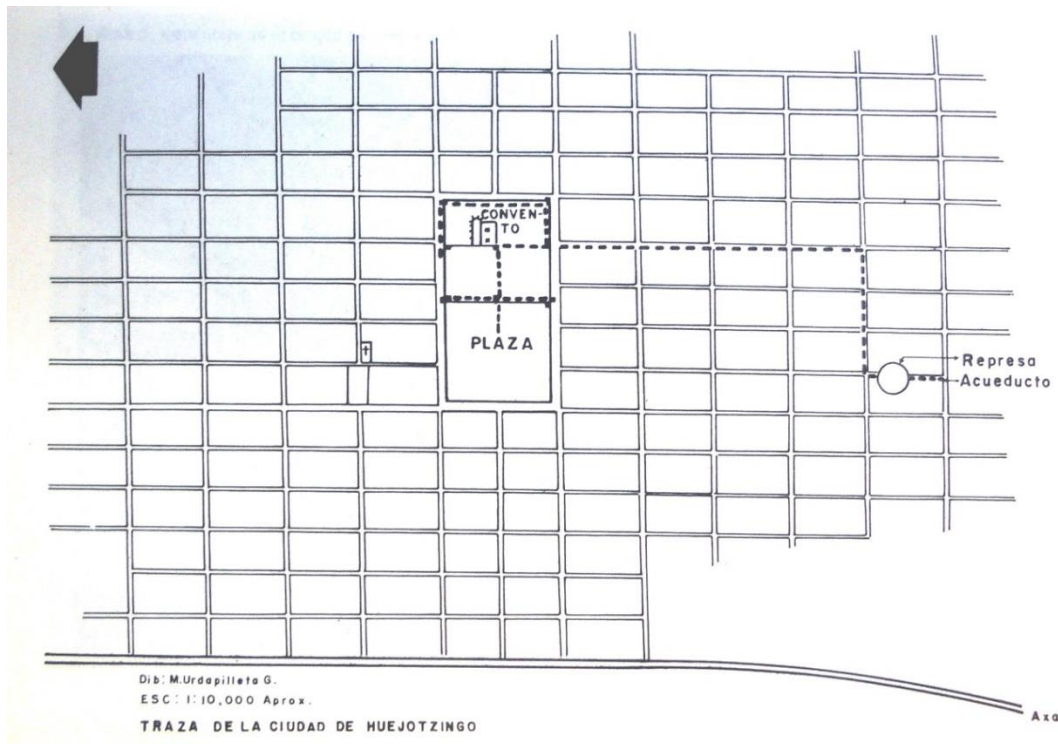 CONVEN-
TO
PLAZA
Represa
Acueducto
Dib: M.Urdapilleta G.
ESC: 1:10,000 Aprox.
Axa
TRAZA DE LA CIUDAD DE HUEJOTZINGO